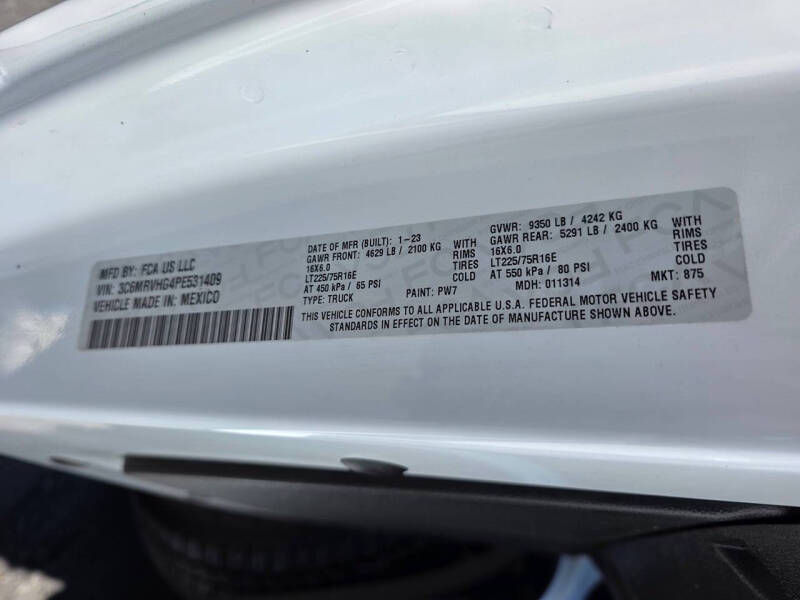 MFD BY: FCA US LLC
VIN: 3C6MRVHG4PE531409
VEHICLE MADE IN: MEXICO
DATE OF MFR (BUILT): 1-23
GAWR FRONT: 4629 LB / 2100 KG WITH
16X6.0 RIMS
LT225/75R16E TIRES
AT 450 kPa / 65 PSI COLD
TYPE: TRUCK PAINT: PW7
GVWR: 9350 LB / 4242 KG
GAWR REAR: 5291 LB / 2400 KG WITH
16X6.0 RIMS
LT225/75R16E TIRES
AT 550 kPa / 80 PSI COLD
MDH: 011314 MKT: 875
THIS VEHICLE CONFORMS TO ALL APPLICABLE U.S.A. FEDERAL MOTOR VEHICLE SAFETY
STANDARDS IN EFFECT ON THE DATE OF MANUFACTURE SHOWN ABOVE.